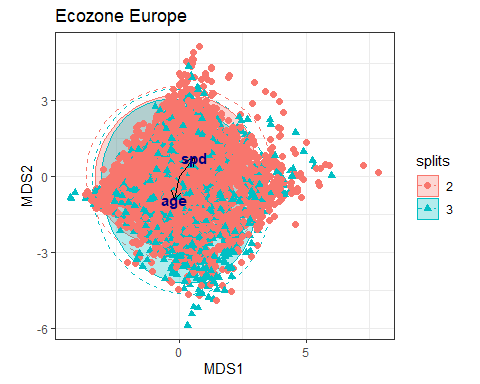 Ecozone Europe
MDS2
3
0
-3
-6
spd
age
0
5
MDS1
splits
2
3